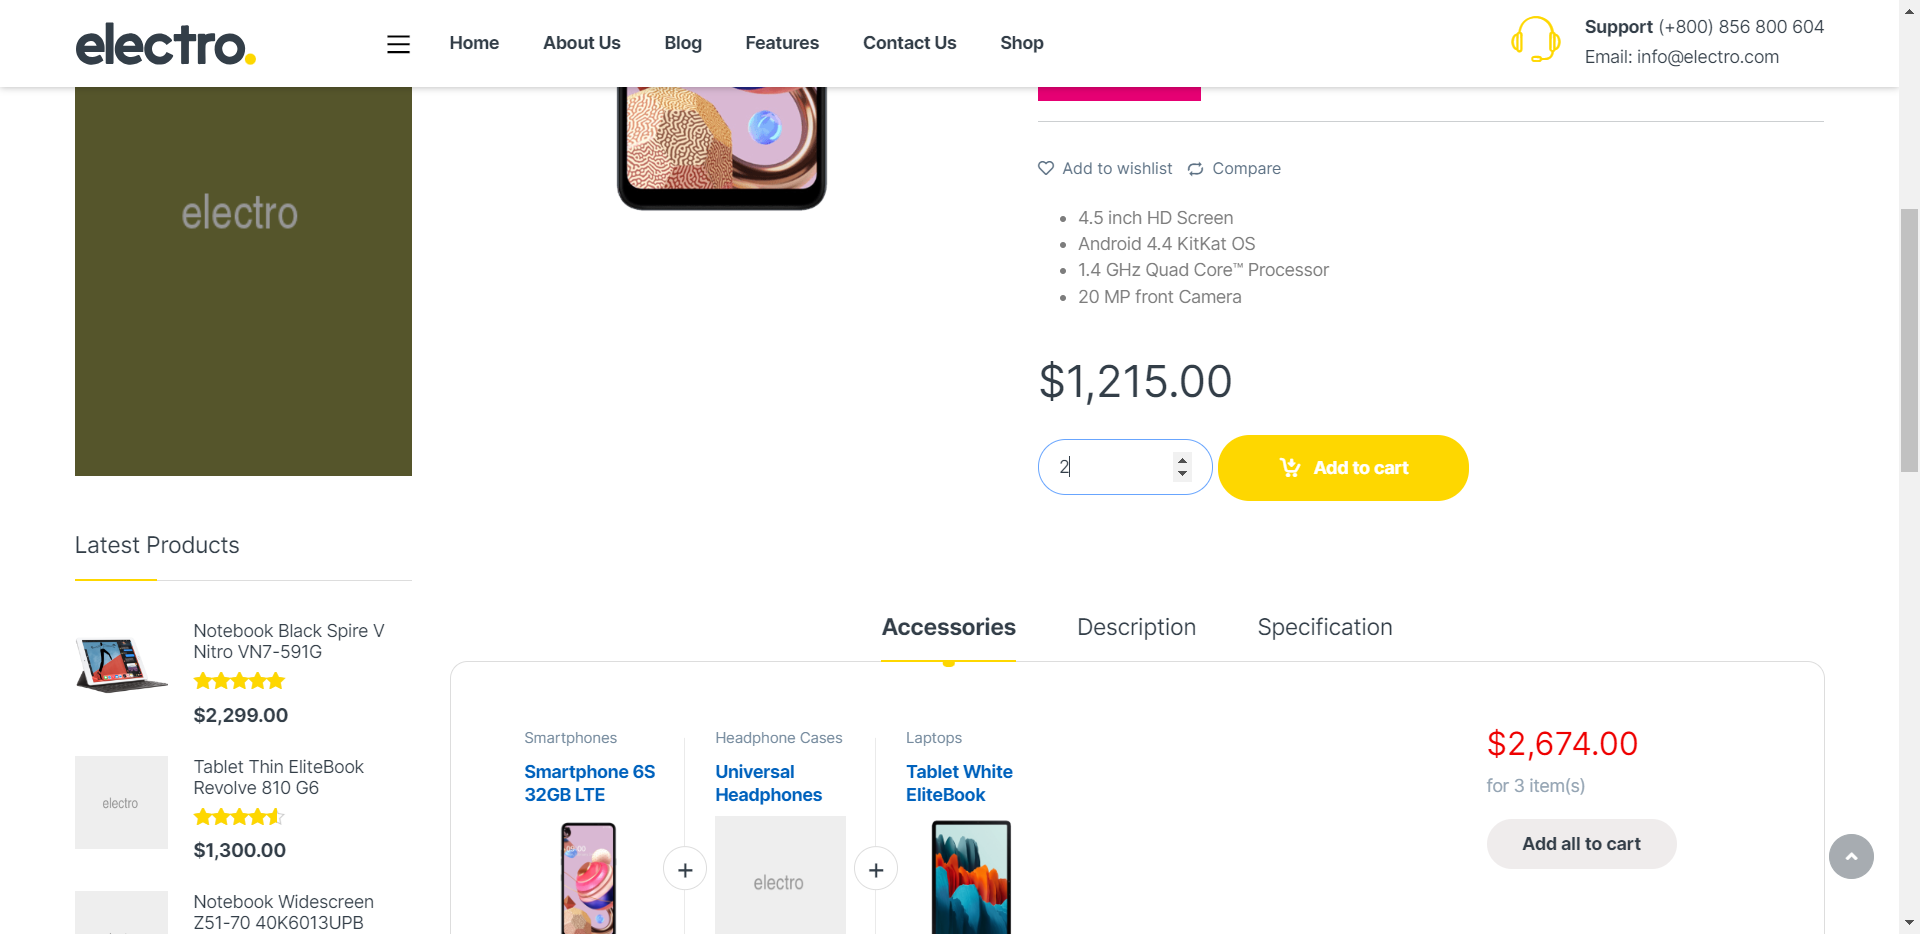 electro.
Home
About Us
Blog
Features
Contact Us
Shop
Support (+800) 856 800 604
Email: info@electro.com
electro
Add to wishlist
Compare
4.5 inch HD Screen
Android 4.4 KitKat OS
1.4 GHz Quad Core™ Processor
20 MP front Camera
$1,215.00
2
Add to cart
Latest Products
Notebook Black Spire V
Nitro VN7-591G
$2,299.00
electro
Tablet Thin EliteBook
Revolve 810 G6
$1,300.00
Notebook Widescreen
Z51-70 40K6013UPB
Accessories
Description
Specification
Smartphones
Smartphone 6S
32GB LTE
+
Headphone Cases
Universal
Headphones
electro
+
Laptops
Tablet White
EliteBook
$2,674.00
for 3 item(s)
Add all to cart